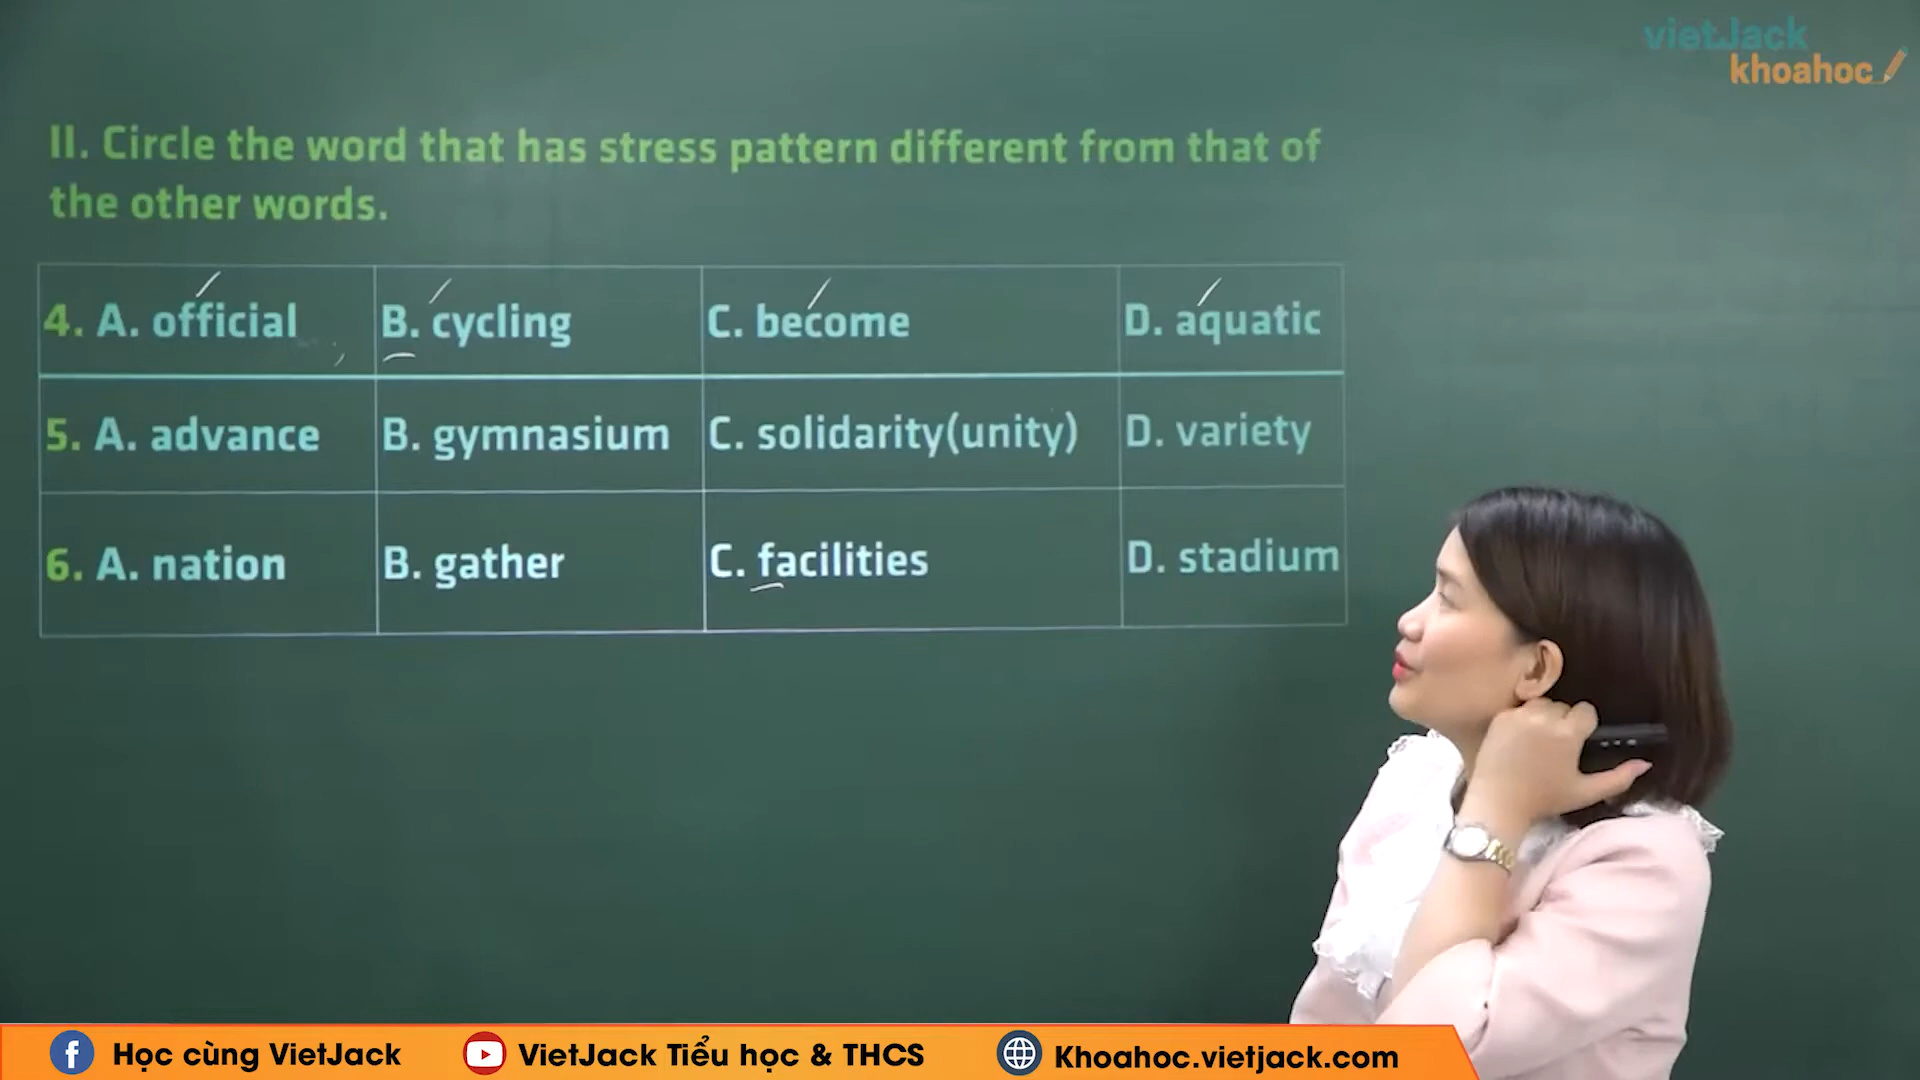 vietJack
khoahoc
II. Circle the word that has stress pattern different from that of
the other words.
4. A. official B. cycling C. become D. aquatic
5. A. advance B. gymnasium C. solidarity(unity) D. variety
6. A. nation B. gather C. facilities D. stadium
Học cùng VietJack VietJack Tiểu học & THCS Khoahoc.vietjack.com